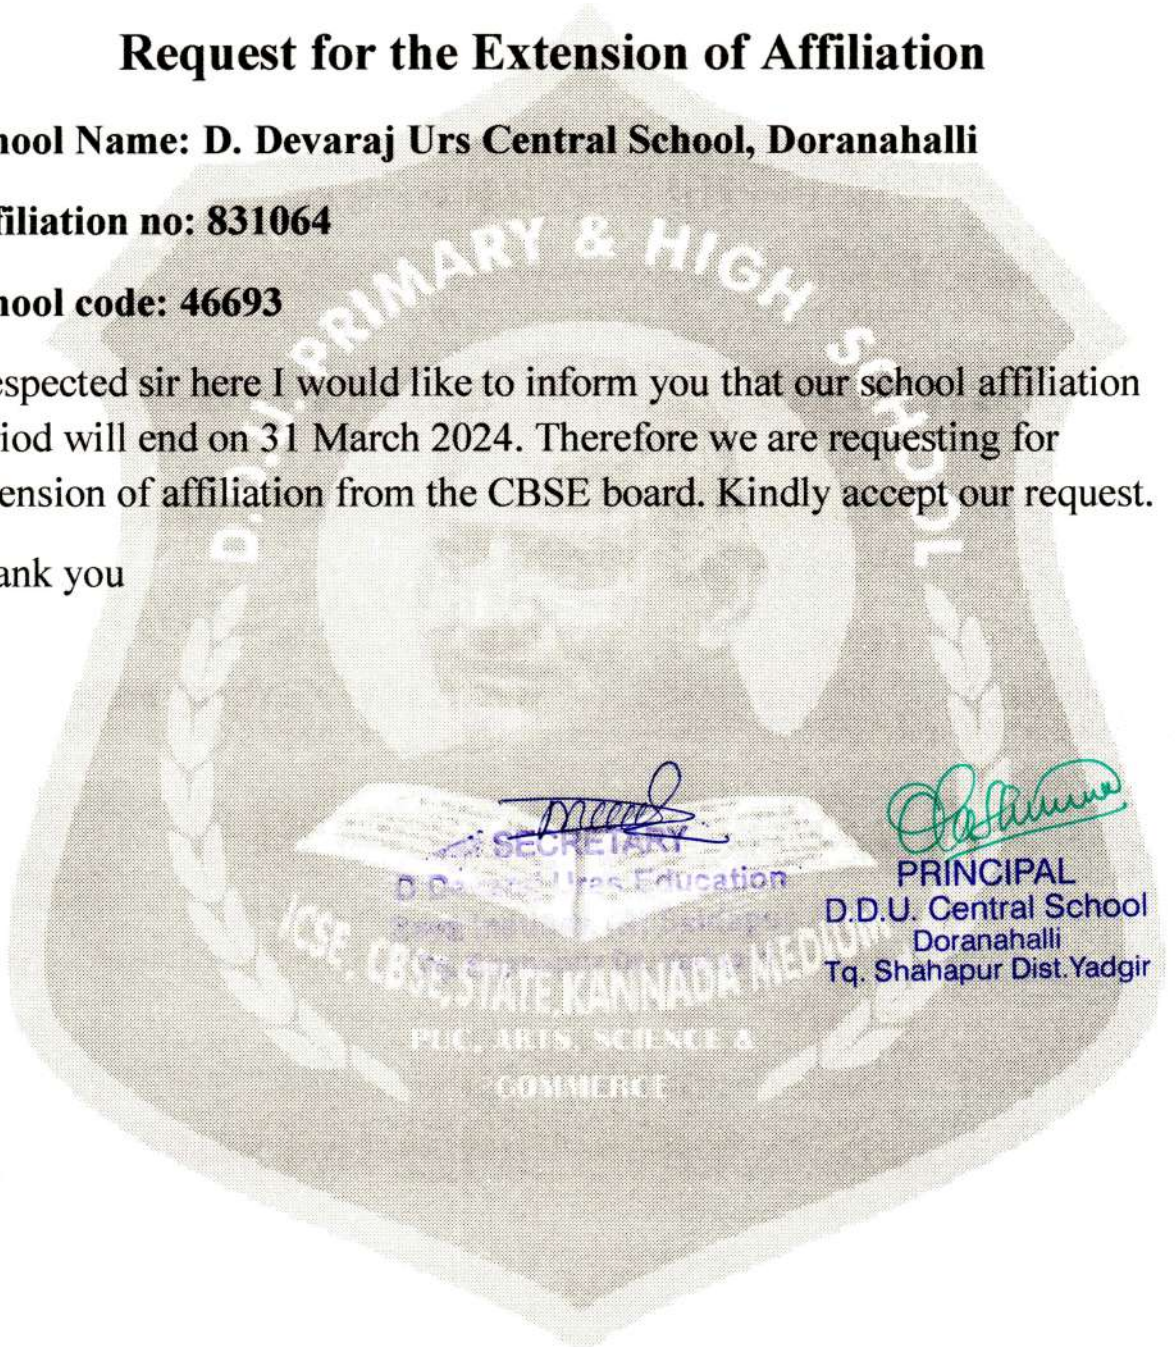 Request for the Extension of Affiliation
hool Name: D. Devaraj Urs Central School, Doranahalli
filiation no: 831064
hool code: 46693
espected sir here I would like to inform you that our school affiliation
riod will end on 31 March 2024. Therefore we are requesting for
tension of affiliation from the CBSE board. Kindly accept our request.
ank you
D.D.U. PRIMARY & HIGH SCHOOL
SECRETARY
Education
PRINCIPAL
D.D.U. Central School
Doranahalli
Tq. Shahapur Dist.Yadgir
ICSE, CBSE, STATE, KANNADA MEDIUM
PUC, ARTS, SCIENCE &
COMMERCE